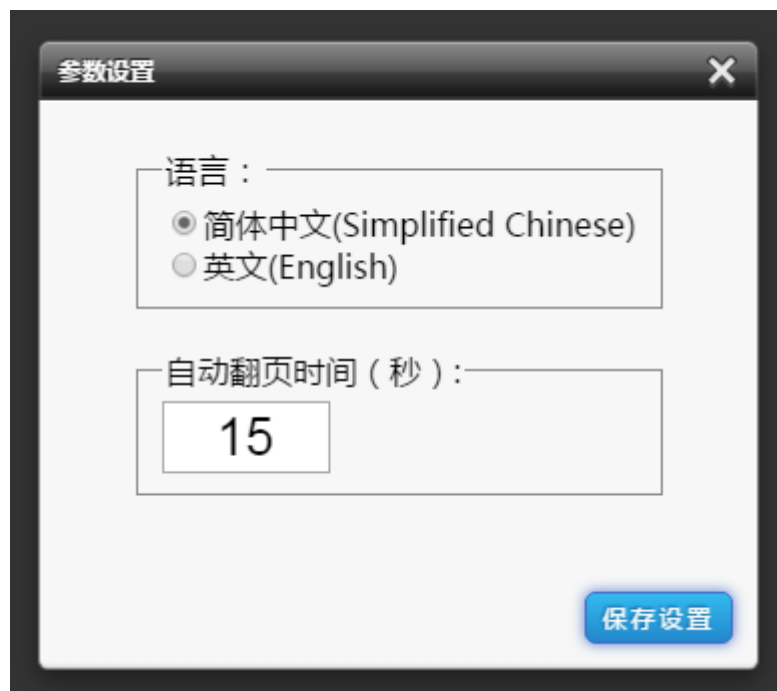 参数设置
语言：
简体中文(Simplified Chinese)
英文(English)
自动翻页时间（秒）:
15
保存设置